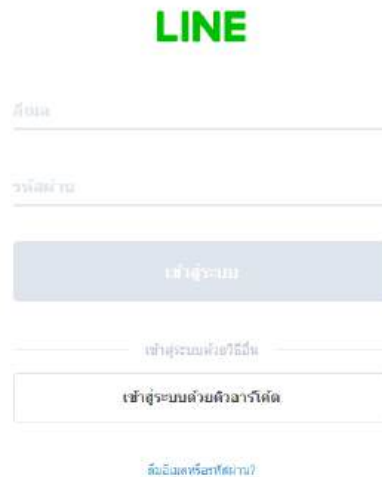 LINE
อีเมล
รหัสผ่าน
เข้าสู่ระบบ
เข้าสู่ระบบด้วยวิธีอื่น
เข้าสู่ระบบด้วยคิวอาร์โค้ด
ลืมอีเมลหรือรหัสผ่าน?